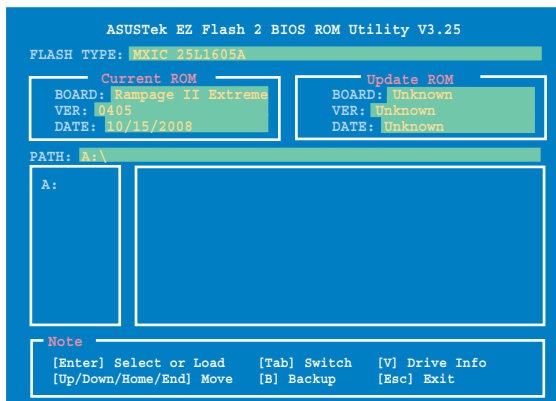 ASUSTek EZ Flash 2 BIOS ROM Utility V3.25
FLASH TYPE: MXIC 25L1605A
Current ROM
BOARD: Rampage II Extreme
VER: 0405
DATE: 10/15/2008
Update ROM
BOARD: Unknown
VER: Unknown
DATE: Unknown
PATH: A:\
A:
Note
[Enter] Select or Load [Tab] Switch [V] Drive Info
[Up/Down/Home/End] Move [B] Backup [Esc] Exit